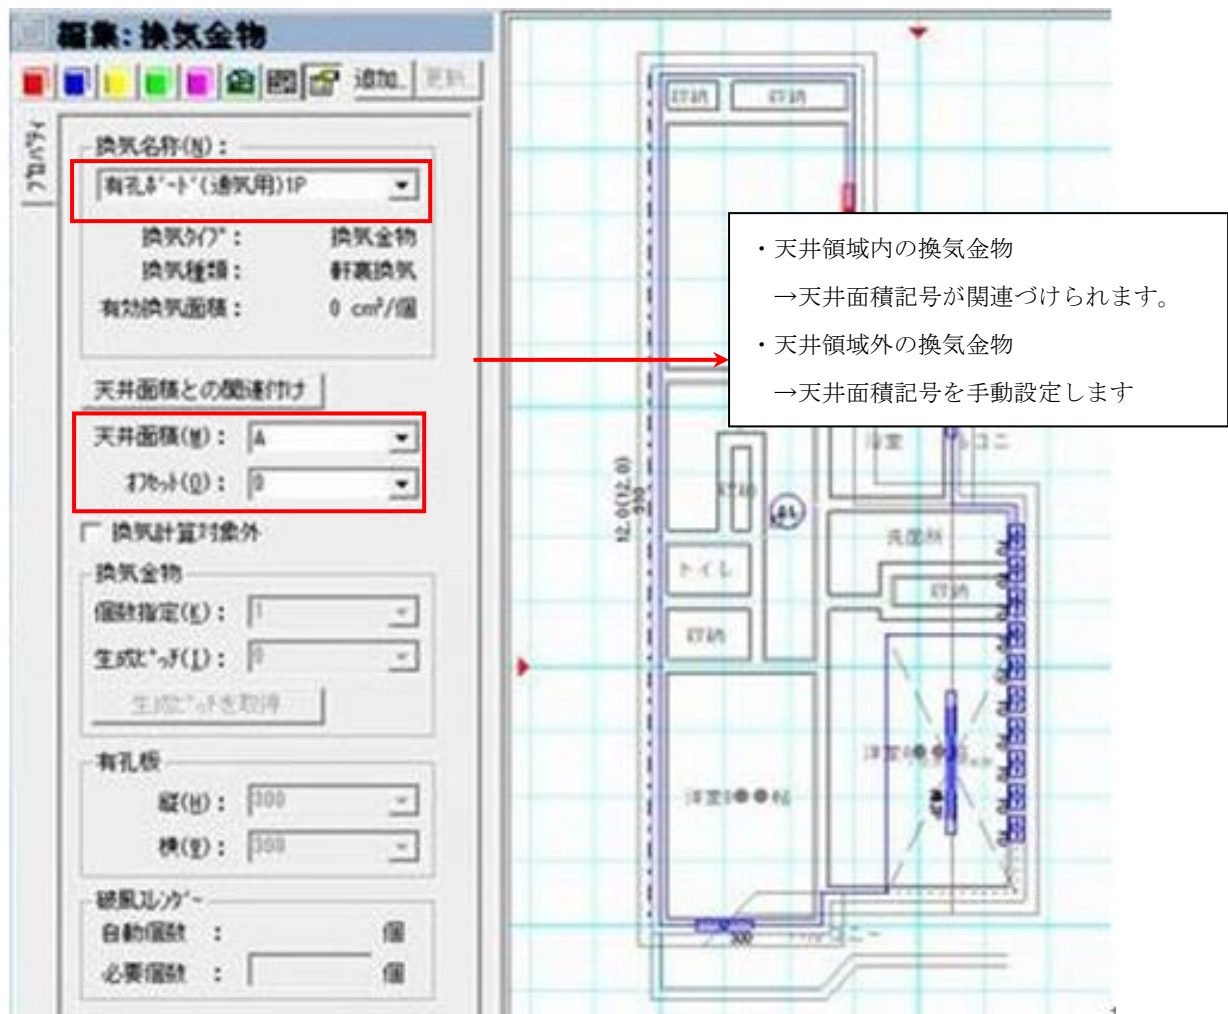 編集: 換気金物
追加... 更新
プロパティ
換気名称(N) :
有孔ﾎﾞｰﾄﾞ(通気用)1P
換気ﾀｲﾌﾟ : 換気金物
換気種類 : 軒裏換気
有効換気面積 : 0 cm²/個
天井面積との関連付け
天井面積(M) : A
ｵﾌｾｯﾄ(O) : 0
換気計算対象外
換気金物
個数指定(K) : 1
生成ﾋﾟｯﾁ(I) : 0
生成ﾋﾟｯﾁを取得
有孔板
縦(H) : 300
横(W) : 300
破風ｽﾚﾝﾀﾞｰ
自動個数 : 個
必要個数 : 個
収納 収納
・天井領域内の換気金物
→天井面積記号が関連づけられます。
・天井領域外の換気金物
→天井面積記号を手動設定します
12.0(12.0)
収納
洗面所
トイレ
収納
収納
300